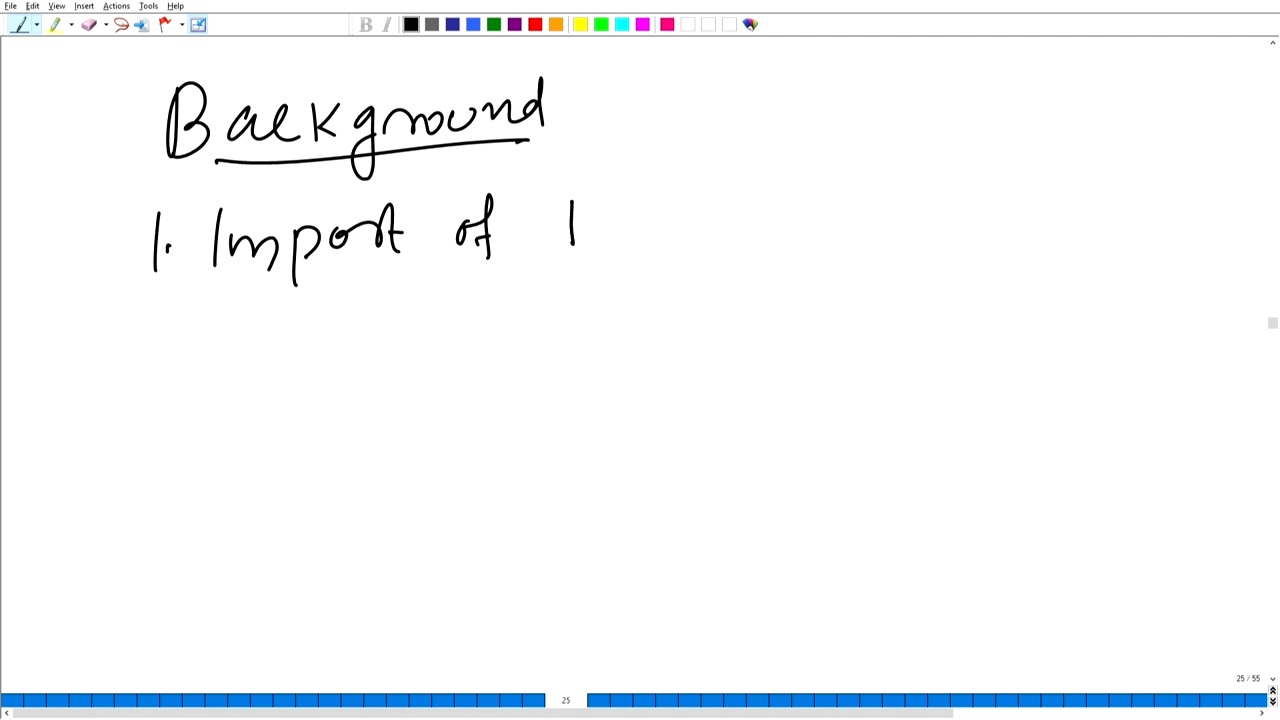 File Edit View Insert Actions Tools Help
B I
Background
1. Import of
25 / 55
25